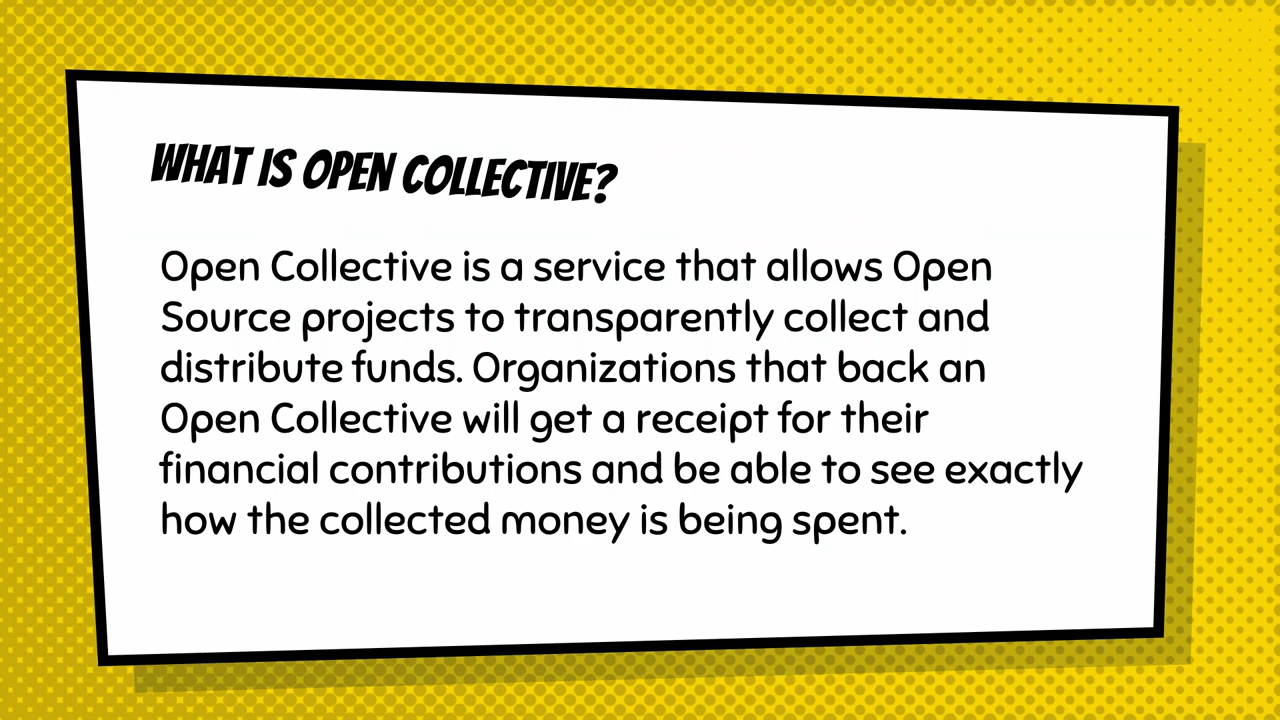 WHAT IS OPEN COLLECTIVE?
Open Collective is a service that allows Open
Source projects to transparently collect and
distribute funds. Organizations that back an
Open Collective will get a receipt for their
financial contributions and be able to see exactly
how the collected money is being spent.